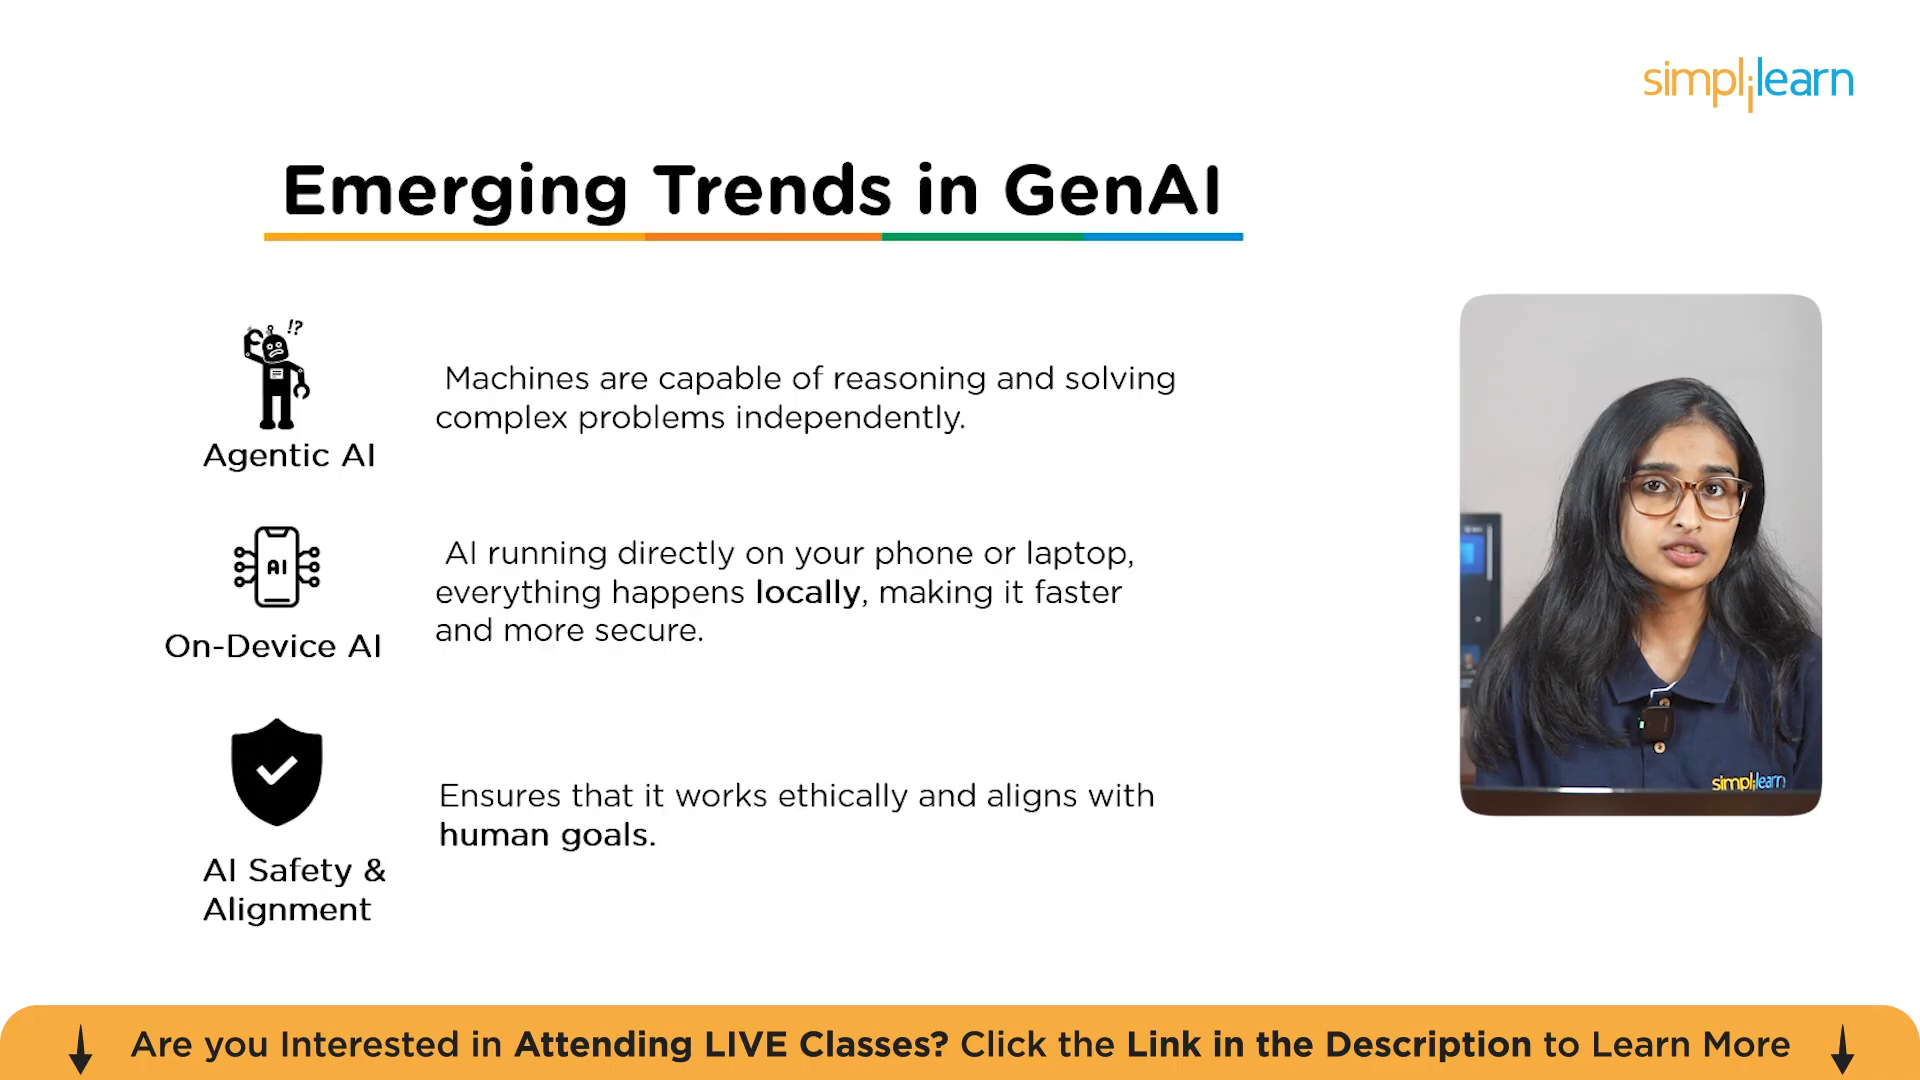 simplilearn
Emerging Trends in GenAI
!?
Agentic AI
Machines are capable of reasoning and solving
complex problems independently.
AI
On-Device AI
AI running directly on your phone or laptop,
everything happens locally, making it faster
and more secure.
AI Safety &
Alignment
Ensures that it works ethically and aligns with
human goals.
simplilearn
Are you Interested in Attending LIVE Classes? Click the Link in the Description to Learn More